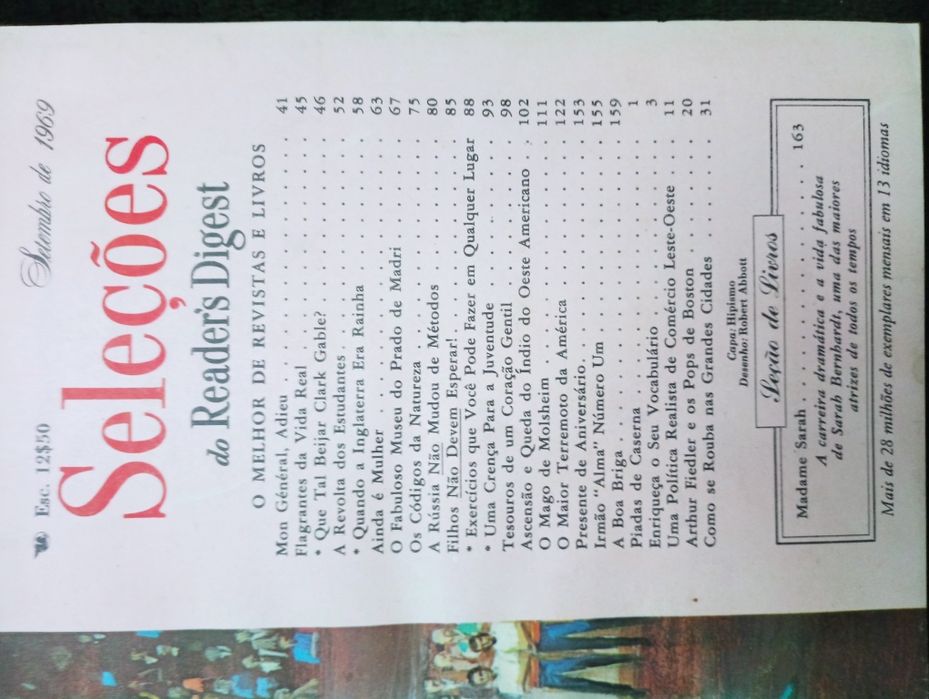 Esc. 12$50
Setembro de 1969
Seleções
do Reader's Digest
O MELHOR DE REVISTAS E LIVROS
Mon Général, Adieu . . . . . . . . . . . . . . 41
Flagrantes da Vida Real . . . . . . . . . . . . 45
* Que Tal Beijar Clark Gable? . . . . . . . . . . 46
A Revolta dos Estudantes . . . . . . . . . . . . 52
* Quando a Inglaterra Era Rainha . . . . . . . . . 58
Ainda é Mulher . . . . . . . . . . . . . . . 63
O Fabuloso Museu do Prado de Madri . . . . . . . 67
Os Códigos da Natureza . . . . . . . . . . . . 75
A Rússia Não Mudou de Métodos . . . . . . . . . 80
Filhos Não Devem Esperar! . . . . . . . . . . . 85
* Exercícios que Você Pode Fazer em Qualquer Lugar 88
* Uma Crença Para a Juventude . . . . . . . . . . 93
Tesouros de um Coração Gentil . . . . . . . . . 98
Ascensão e Queda do Índio do Oeste Americano . . 102
O Mago de Molsheim . . . . . . . . . . . . . 111
O Maior Terremoto da América . . . . . . . . . 122
Presente de Aniversário . . . . . . . . . . . . 153
Irmão "Alma" Número Um . . . . . . . . . . . 155
A Boa Briga . . . . . . . . . . . . . . . . 159
Piadas de Caserna . . . . . . . . . . . . . . 1
Enriqueça o Seu Vocabulário . . . . . . . . . . 3
Uma Política Realista de Comércio Leste-Oeste . . . 11
Arthur Fiedler e os Pops de Boston . . . . . . . . 20
Como se Rouba nas Grandes Cidades . . . . . . . 31
Capa: Hipismo
Desenho: Robert Abbott
Seção de Livros
Madame Sarah . . . . . . . . . . . . . . 163
A carreira dramática e a vida fabulosa
de Sarah Bernhardt, uma das maiores
atrizes de todos os tempos
Mais de 28 milhões de exemplares mensais em 13 idiomas